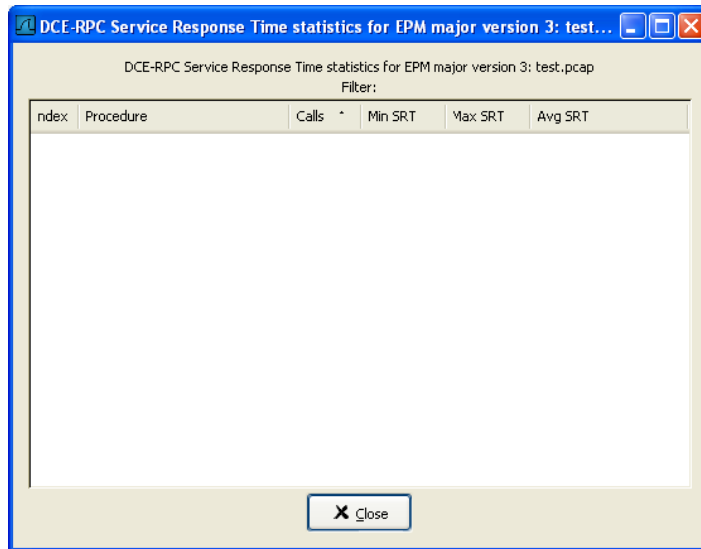 DCE-RPC Service Response Time statistics for EPM major version 3: test...
DCE-RPC Service Response Time statistics for EPM major version 3: test.pcap
Filter:
ndex Procedure Calls Min SRT Max SRT Avg SRT
Close